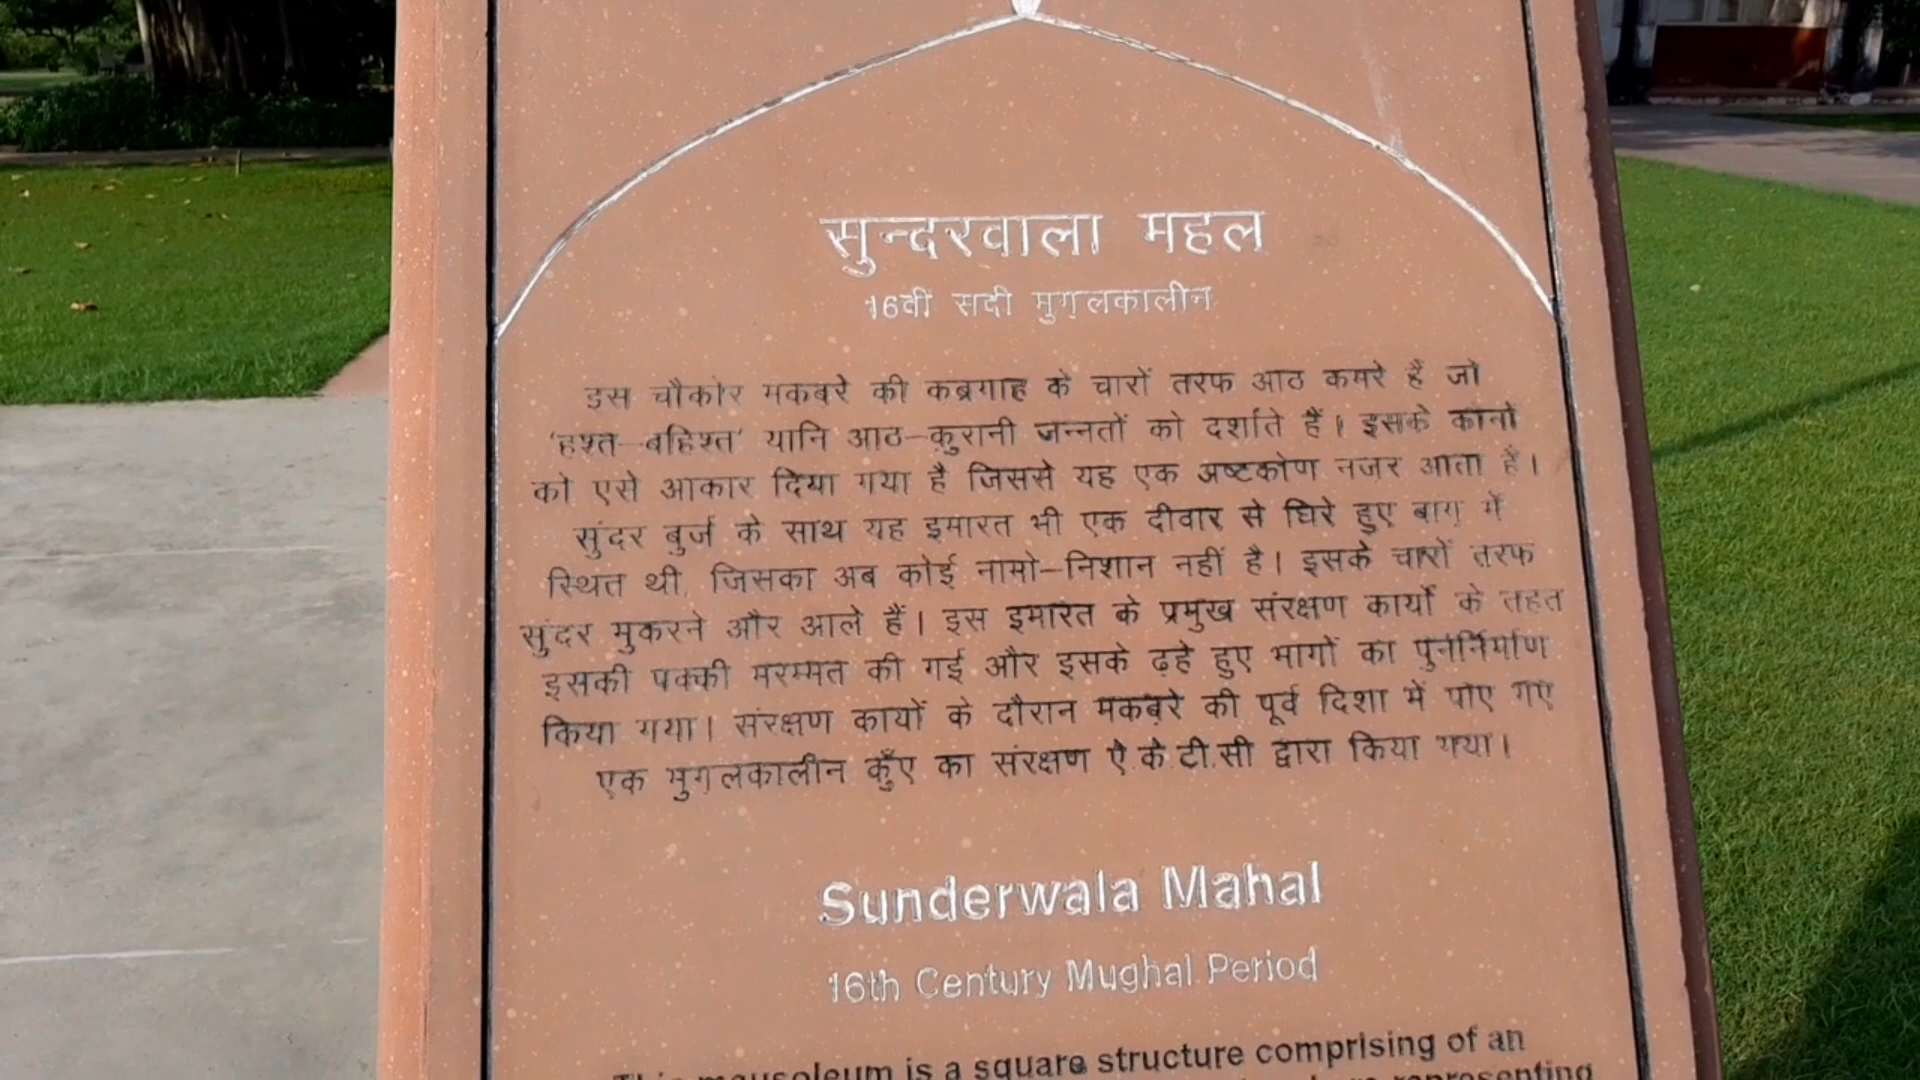 सुन्दरवाला महल
16वीं सदी मुग़लकालीन
इस चौकोर मकबरे की कब्रगाह के चारों तरफ आठ कमरे हैं जो
'हश्त–बहिश्त' यानि आठ–क़ुरानी जन्नतों को दर्शाते हैं। इसके कोनों
को एसे आकार दिया गया है जिससे यह एक अष्टकोण नज़र आता है।
सुंदर बुर्ज के साथ यह इमारत भी एक दीवार से घिरे हुए बाग़ में
स्थित थी, जिसका अब कोई नामो–निशान नहीं है। इसके चारों तरफ
सुंदर मुकरने और आले हैं। इस इमारत के प्रमुख संरक्षण कार्यों के तहत
इसकी पक्की मरम्मत की गई और इसके ढ़हे हुए भागों का पुर्नर्निर्माण
किया गया। संरक्षण कायों के दौरान मकब़रे की पूर्व दिशा में पाए गए
एक मुग़लकालीन कुँए का संरक्षण ऐ.के.टी.सी द्वारा किया गया।
Sunderwala Mahal
16th Century Mughal Period
This mausoleum is a square structure comprising of an
representing